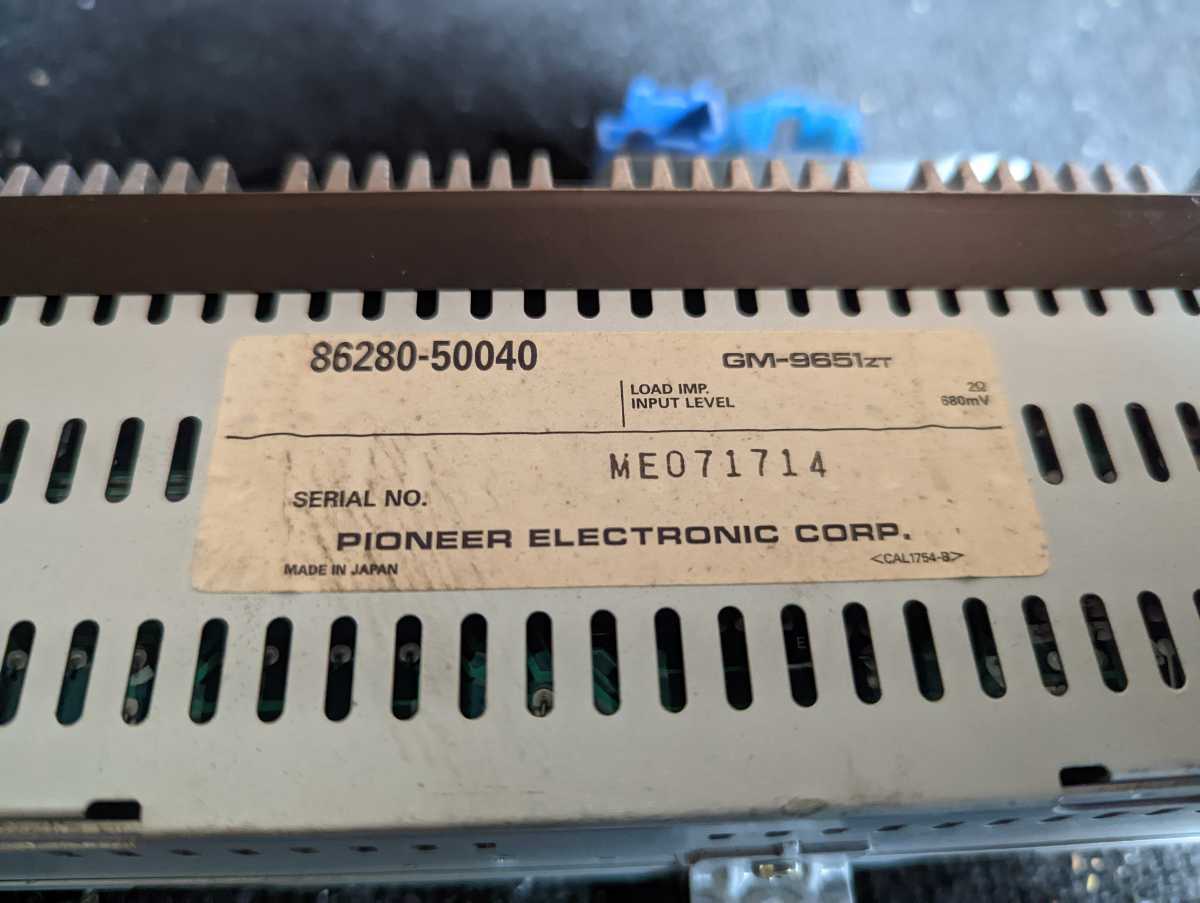 86280-50040 GM-9651ZT
LOAD IMP. 2Ω
INPUT LEVEL 680mV
ME071714
SERIAL NO.
PIONEER ELECTRONIC CORP.
MADE IN JAPAN <CAL1754-B>
E